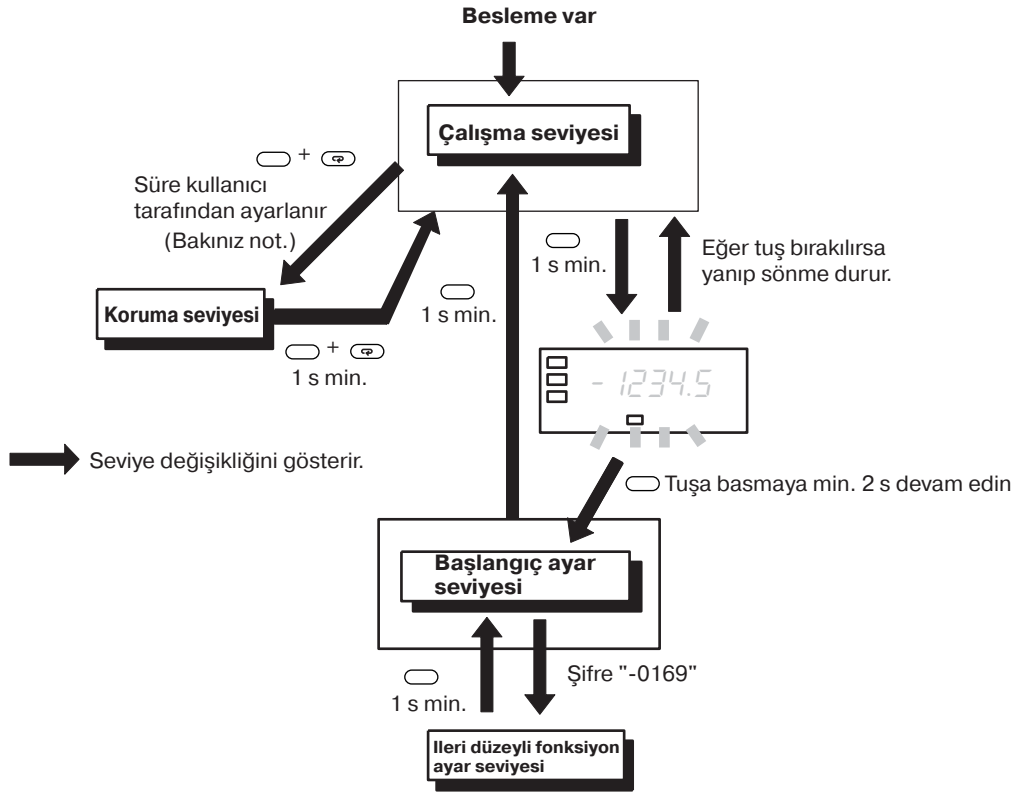 Besleme var
Çalışma seviyesi
+
Süre kullanıcı
tarafından ayarlanır
(Bakınız not.)
1 s min.
Eğer tuş bırakılırsa
yanıp sönme durur.
Koruma seviyesi
1 s min.
+
1 s min.
-1234.5
Seviye değişikliğini gösterir.
Tuşa basmaya min. 2 s devam edin
Başlangıç ayar
seviyesi
Şifre "-0169"
1 s min.
Ileri düzeyli fonksiyon
ayar seviyesi